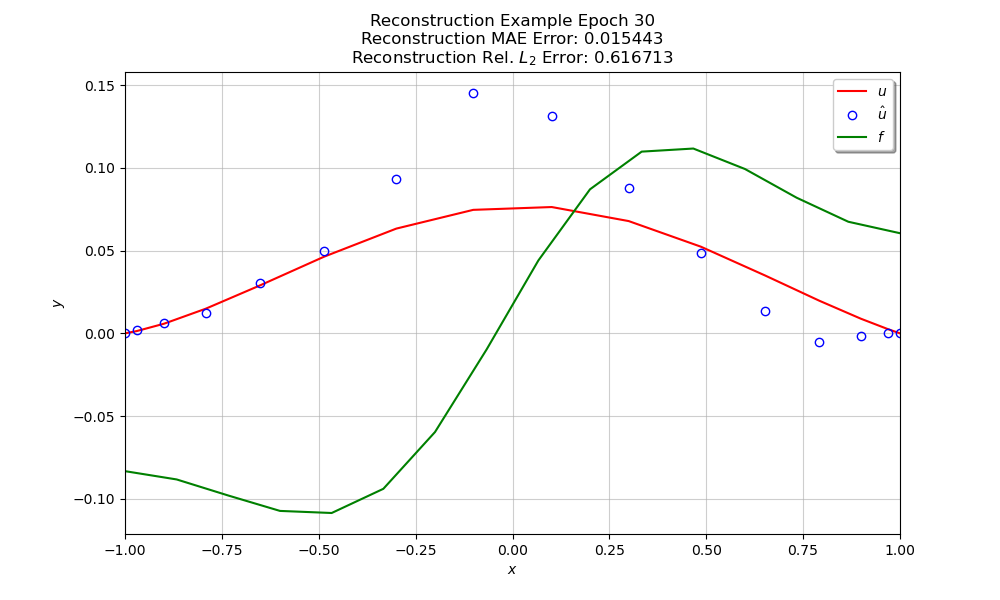 Reconstruction Example Epoch 30
Reconstruction MAE Error: 0.015443
Reconstruction Rel. $L_2$ Error: 0.616713
0.15
0.10
0.05
0.00
−0.05
−0.10
y
−1.00 −0.75 −0.50 −0.25 0.00 0.25 0.50 0.75 1.00
x
u
û
f